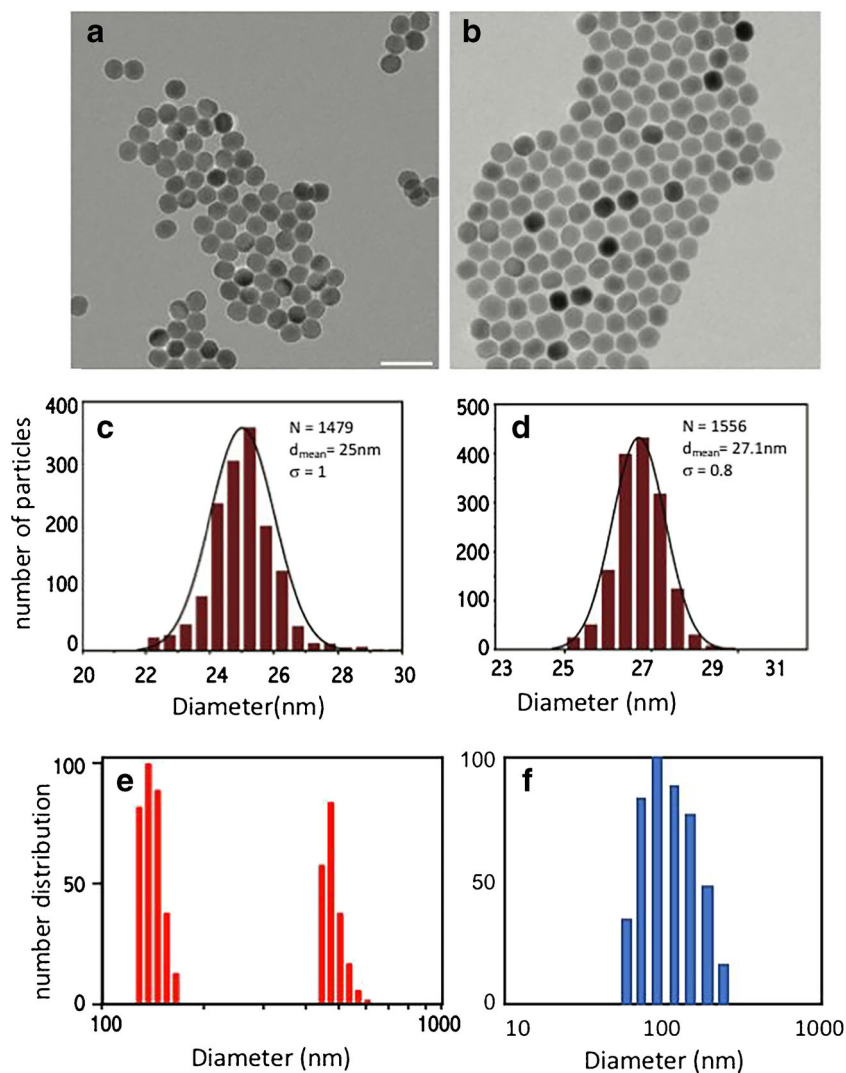 a
b
400
300
200
100
0
number of particles
c
N = 1479
dmean= 25nm
σ = 1
20 22 24 26 28 30
Diameter(nm)
500
400
300
200
100
0
d
N = 1556
dmean= 27.1nm
σ = 0.8
23 25 27 29 31
Diameter (nm)
100
50
0
number distribution
e
100 1000
Diameter (nm)
100
50
0
f
10 100 1000
Diameter (nm)